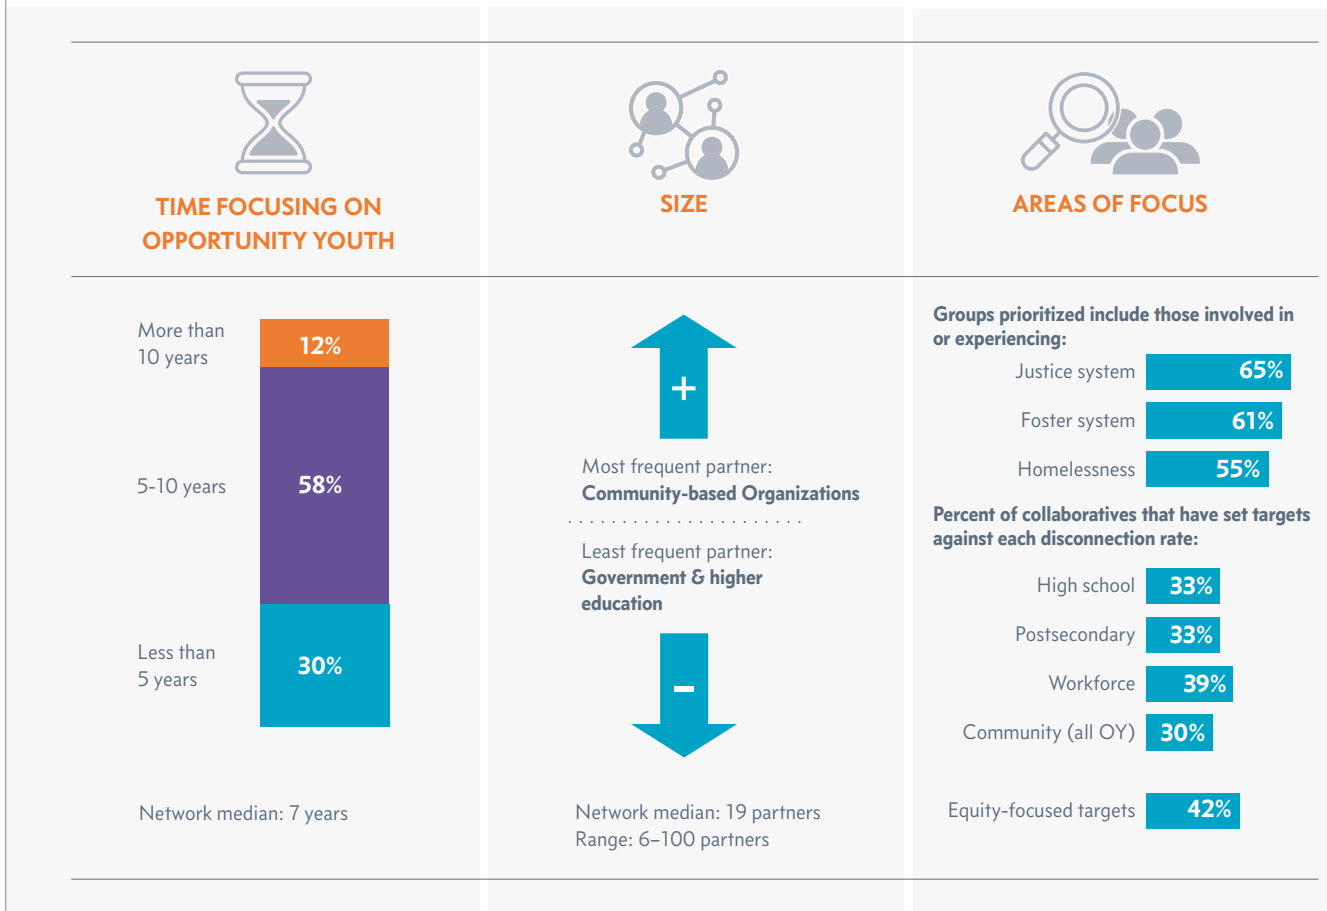 TIME FOCUSING ON
OPPORTUNITY YOUTH
More than
10 years
12%
5-10 years
58%
Less than
5 years
30%
Network median: 7 years
SIZE
+
Most frequent partner:
Community-based Organizations
Least frequent partner:
Government & higher
education
–
Network median: 19 partners
Range: 6–100 partners
AREAS OF FOCUS
Groups prioritized include those involved in
or experiencing:
Justice system 65%
Foster system 61%
Homelessness 55%
Percent of collaboratives that have set targets
against each disconnection rate:
High school 33%
Postsecondary 33%
Workforce 39%
Community (all OY) 30%
Equity-focused targets 42%